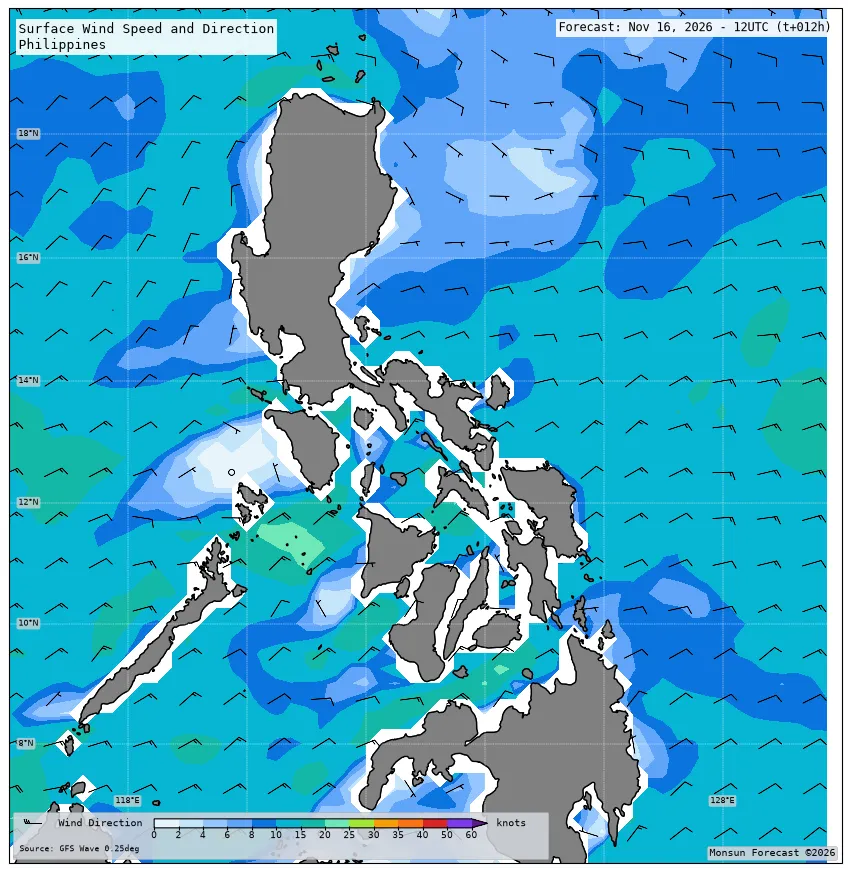 Surface Wind Speed and Direction
Philippines
Forecast: Nov 16, 2026 - 12UTC (t+012h)
18°N
16°N
14°N
12°N
10°N
8°N
118°E
128°E
Wind Direction
0 2 4 6 8 10 15 20 25 30 35 40 50 60
knots
Source: GFS Wave 0.25deg
Monsun Forecast ©2026